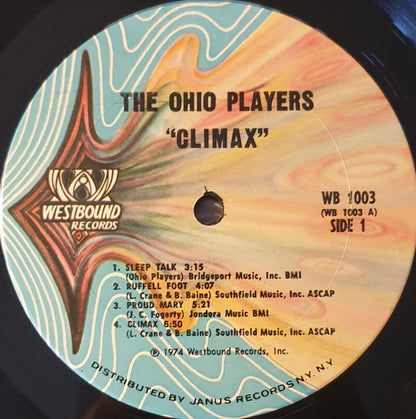 THE OHIO PLAYERS
"CLIMAX"
WESTBOUND
RECORDS
WB 1003
(WB 1003 A)
SIDE 1
1. SLEEP TALK 3:15
(Ohio Players) Bridgeport Music, Inc. BMI
2. RUFFELL FOOT 4:07
(L. Crane & B. Baine) Southfield Music, Inc. ASCAP
3. PROUD MARY 5:21
(J. C. Fogerty) Jondora Music BMI
4. CLIMAX 6:50
(L. Crane & B. Baine) Southfield Music, Inc. ASCAP
℗ 1974 Westbound Records, Inc.
DISTRIBUTED BY JANUS RECORDS N.Y. N.Y